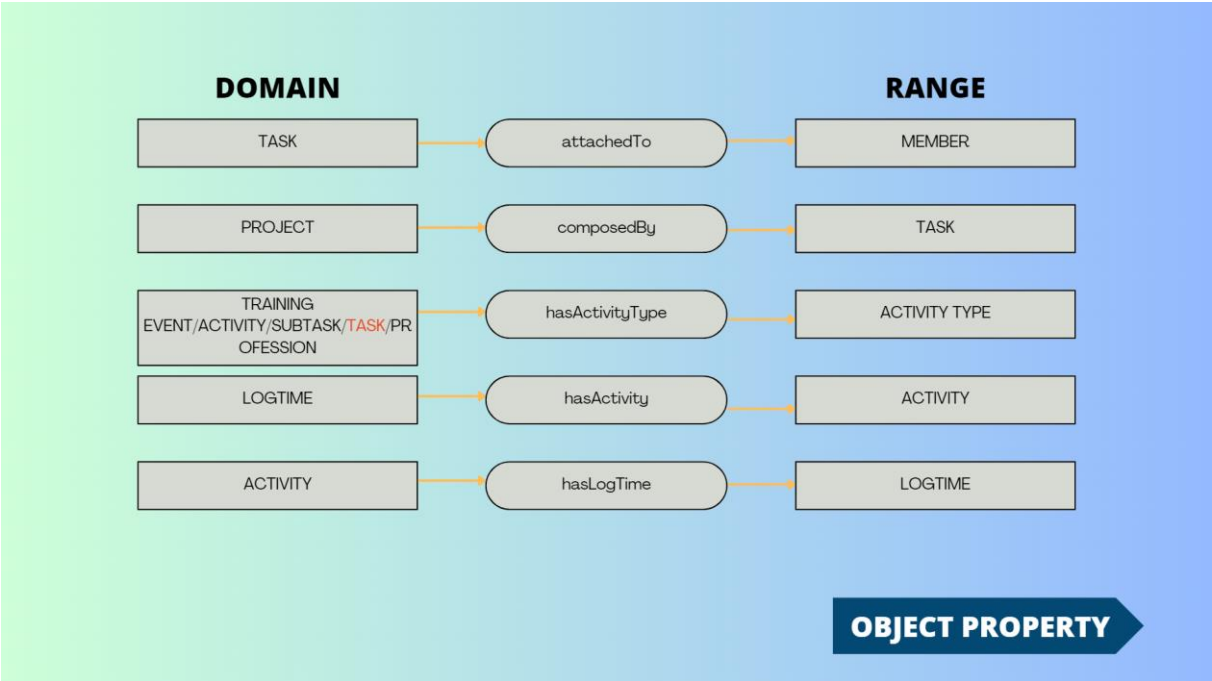 DOMAIN
RANGE
TASK
attachedTo
MEMBER
PROJECT
composedBy
TASK
TRAINING
EVENT/ACTIVITY/SUBTASK/TASK/PR
OFESSION
hasActivityType
ACTIVITY TYPE
LOGTIME
hasActivity
ACTIVITY
ACTIVITY
hasLogTime
LOGTIME
OBJECT PROPERTY